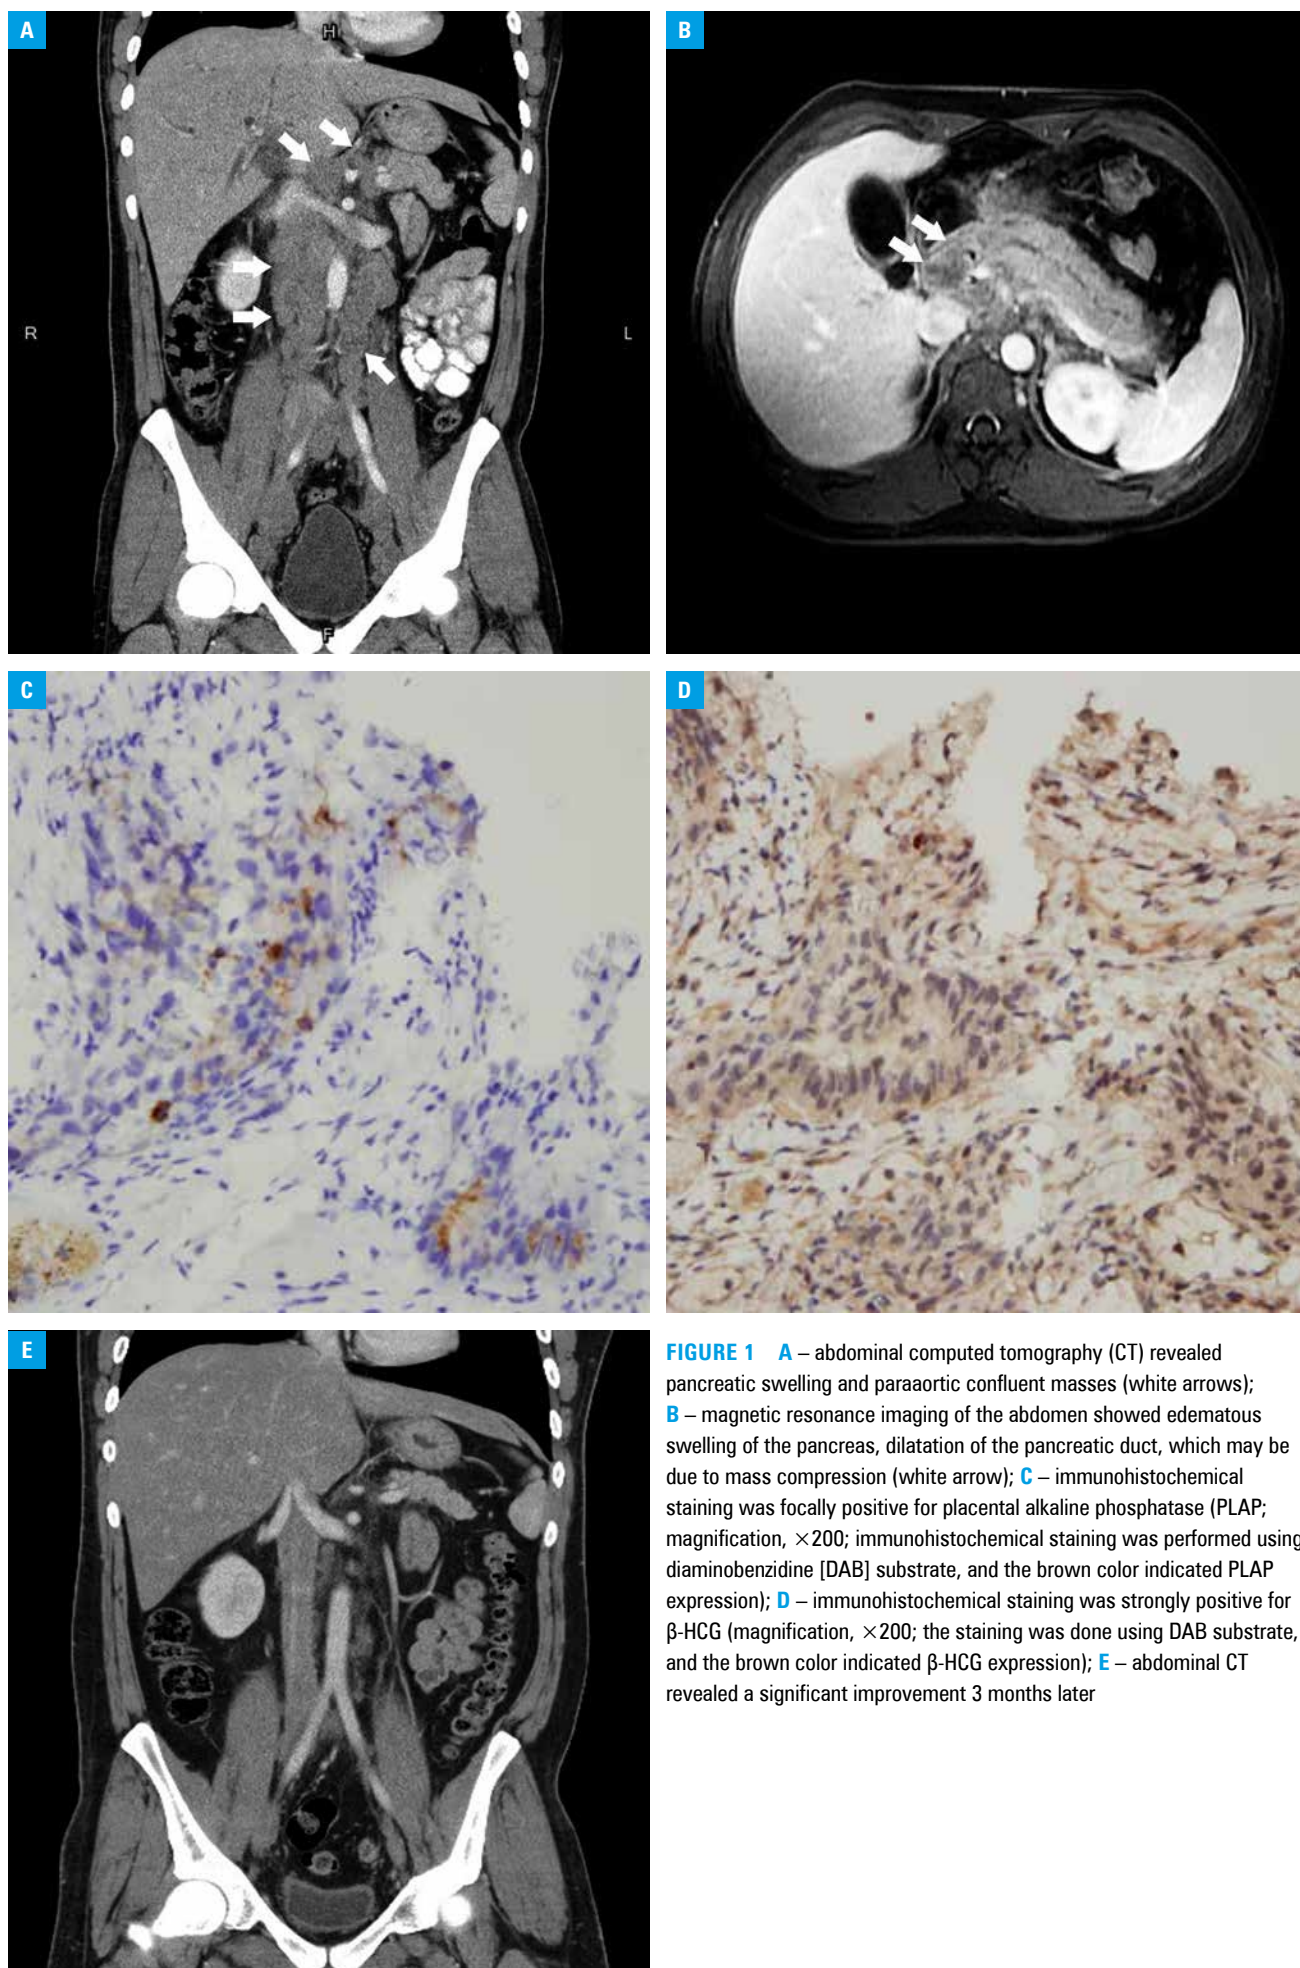 A
B
H
R
L
F
C
D
E
FIGURE 1 A – abdominal computed tomography (CT) revealed
pancreatic swelling and paraaortic confluent masses (white arrows);
B – magnetic resonance imaging of the abdomen showed edematous
swelling of the pancreas, dilatation of the pancreatic duct, which may be
due to mass compression (white arrow); C – immunohistochemical
staining was focally positive for placental alkaline phosphatase (PLAP;
magnification, ×200; immunohistochemical staining was performed using
diaminobenzidine [DAB] substrate, and the brown color indicated PLAP
expression); D – immunohistochemical staining was strongly positive for
β-HCG (magnification, ×200; the staining was done using DAB substrate,
and the brown color indicated β-HCG expression); E – abdominal CT
revealed a significant improvement 3 months later